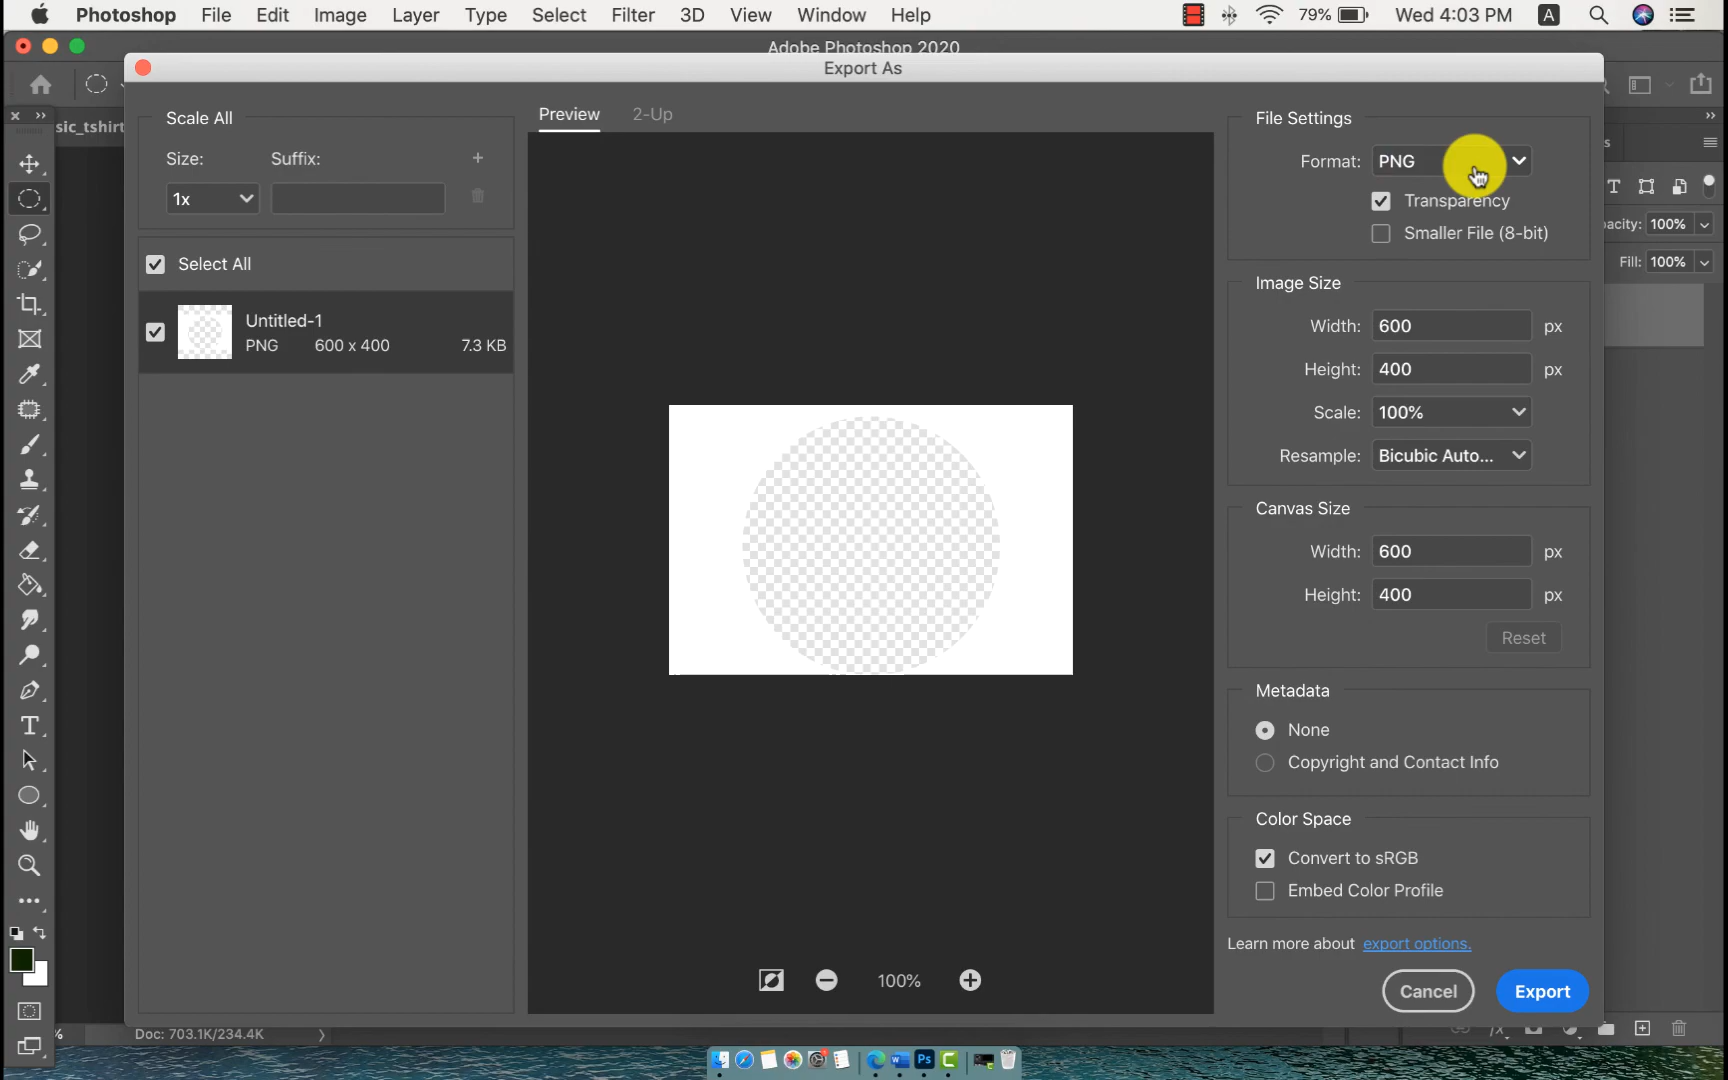 Photoshop File Edit Image Layer Type Select Filter 3D View Window Help 79% Wed 4:03 PM A
Adobe Photoshop 2020
Export As
sic_tshirt
Scale All
Size: Suffix:
1x
Select All
Untitled-1
PNG 600 x 400 7.3 KB
Preview 2-Up
100%
File Settings
Format: PNG
Transparency
Smaller File (8-bit)
Image Size
Width: 600 px
Height: 400 px
Scale: 100%
Resample: Bicubic Auto...
Canvas Size
Width: 600 px
Height: 400 px
Reset
Metadata
None
Copyright and Contact Info
Color Space
Convert to sRGB
Embed Color Profile
Learn more about export options.
Cancel Export
s
pacity: 100%
Fill: 100%
% Doc: 703.1K/234.4K